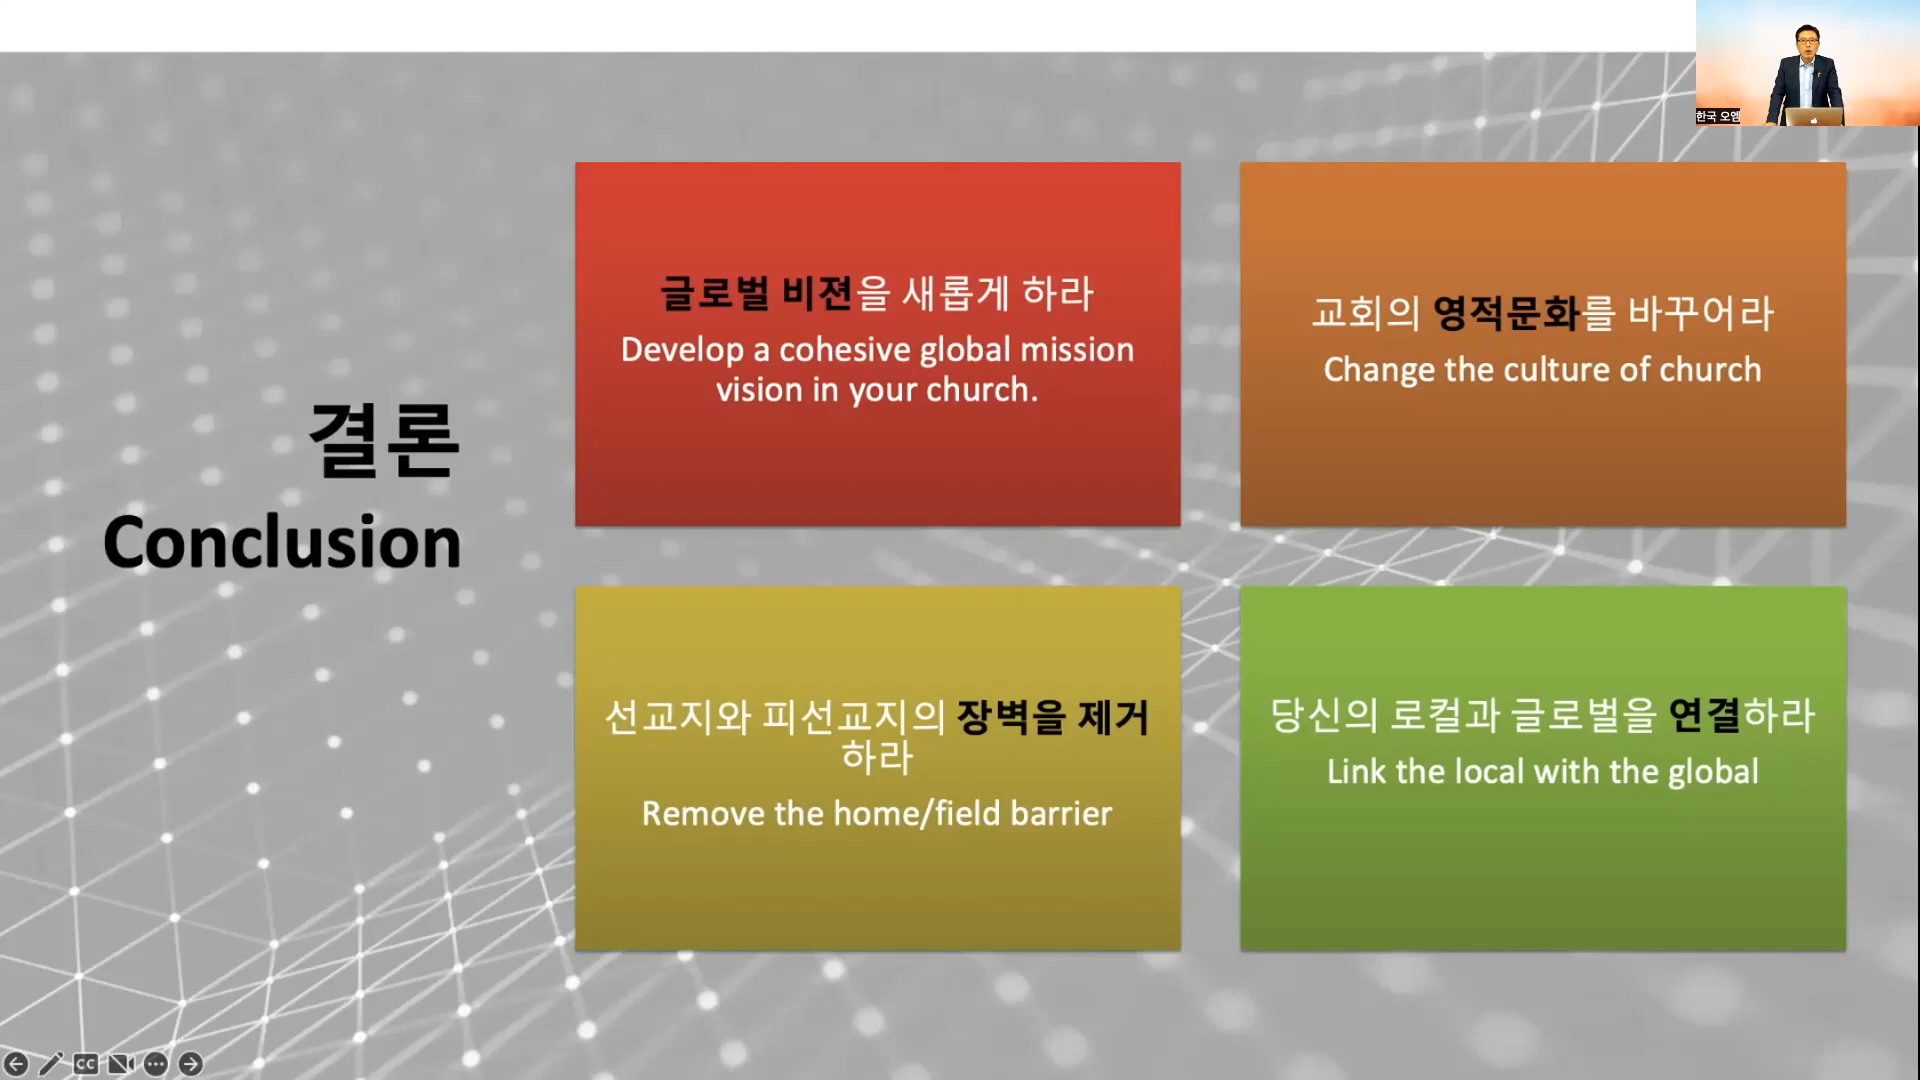 한국 오엠
결론
Conclusion
글로벌 비젼을 새롭게 하라
Develop a cohesive global mission
vision in your church.
교회의 영적문화를 바꾸어라
Change the culture of church
선교지와 피선교지의 장벽을 제거
하라
Remove the home/field barrier
당신의 로컬과 글로벌을 연결하라
Link the local with the global
CC